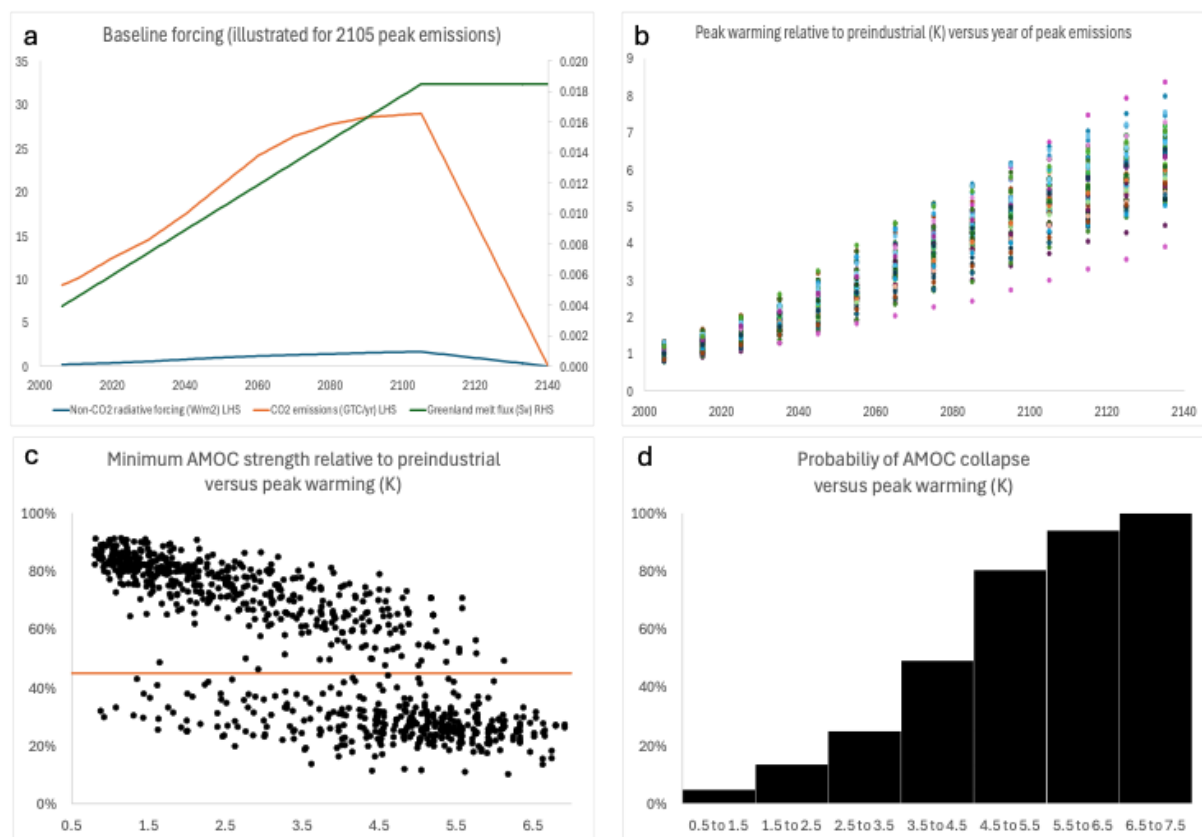 a
Baseline forcing (illustrated for 2105 peak emissions)
35
30
25
20
15
10
5
0
0.020
0.018
0.016
0.014
0.012
0.010
0.008
0.006
0.004
0.002
0.000
2000 2020 2040 2060 2080 2100 2120 2140
Non-CO2 radiative forcing (W/m2) LHS CO2 emissions (GTC/yr) LHS Greenland melt flux (Sv) RHS
b
Peak warming relative to preindustrial (K) versus year of peak emissions
9
8
7
6
5
4
3
2
1
0
2000 2020 2040 2060 2080 2100 2120 2140
c
Minimum AMOC strength relative to preindustrial
versus peak warming (K)
100%
80%
60%
40%
20%
0%
0.5 1.5 2.5 3.5 4.5 5.5 6.5
d
Probabiliy of AMOC collapse
versus peak warming (K)
100%
80%
60%
40%
20%
0%
0.5 to 1.5 1.5 to 2.5 2.5 to 3.5 3.5 to 4.5 4.5 to 5.5 5.5 to 6.5 6.5 to 7.5